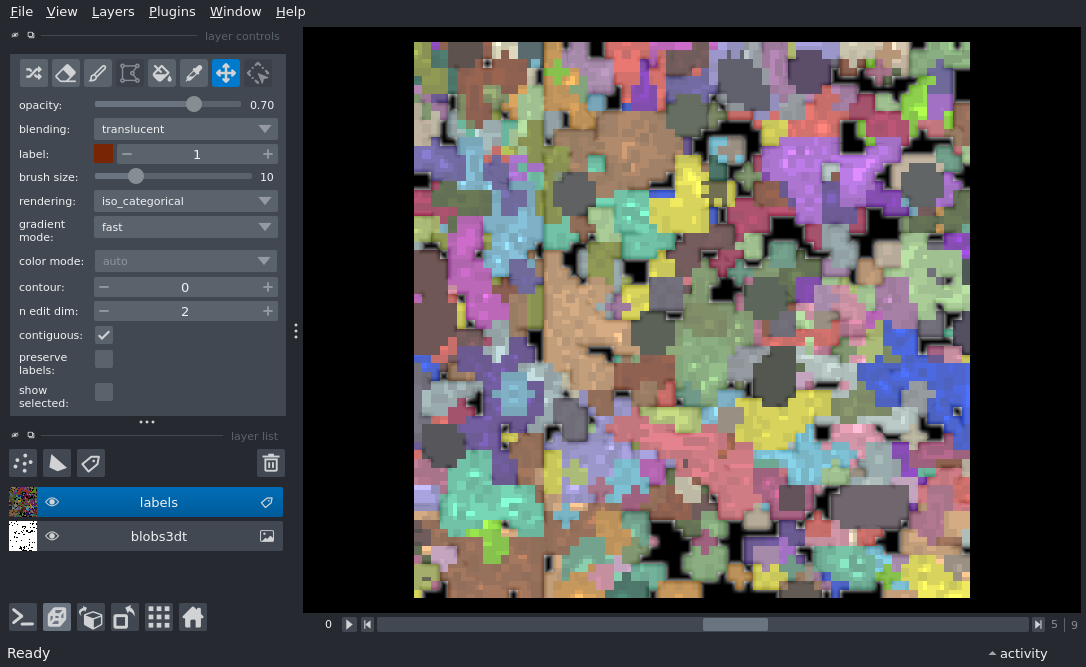 File View Layers Plugins Window Help
layer controls
opacity: 0.70
blending: translucent
label: 1
brush size: 10
rendering: iso_categorical
gradient
mode: fast
color mode: auto
contour: 0
n edit dim: 2
contiguous:
preserve
labels:
show
selected:
layer list
labels
blobs3dt
0 5 | 9
Ready activity